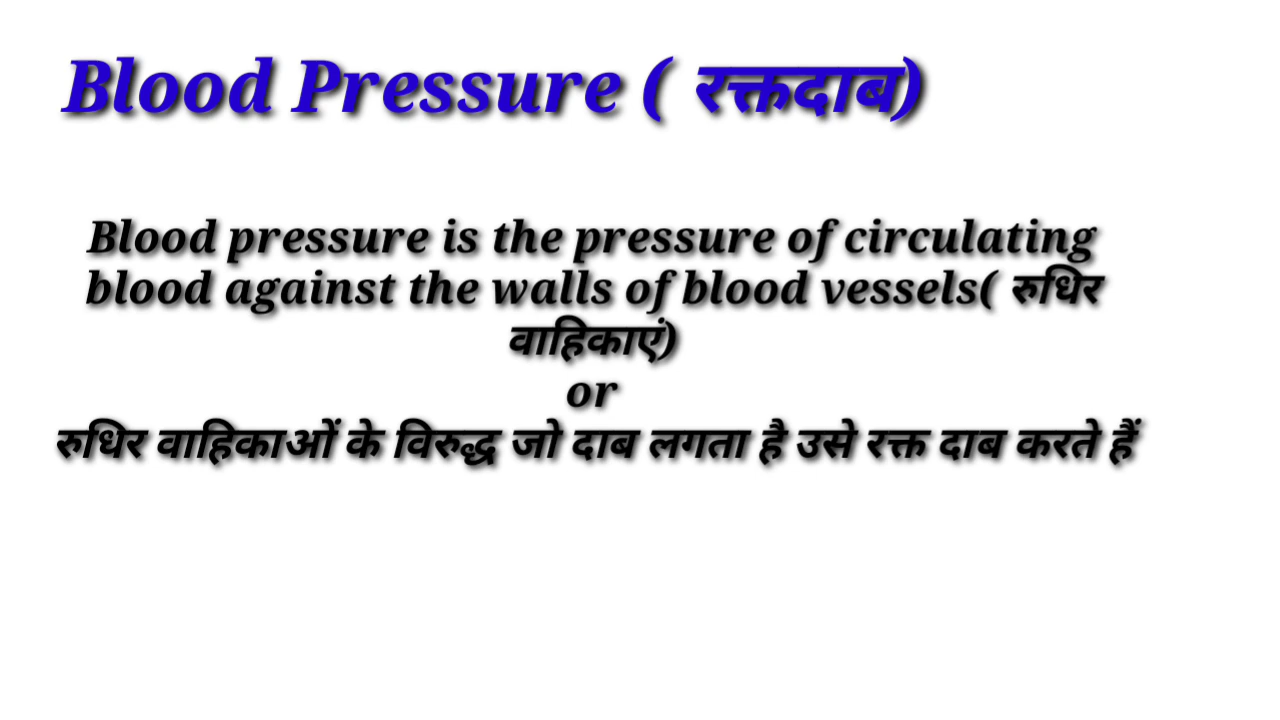 Blood Pressure ( रक्तदाब)
Blood pressure is the pressure of circulating
blood against the walls of blood vessels( रुधिर
वाहिकाएं)
or
रुधिर वाहिकाओं के विरुद्ध जो दाब लगता है उसे रक्त दाब करते हैं